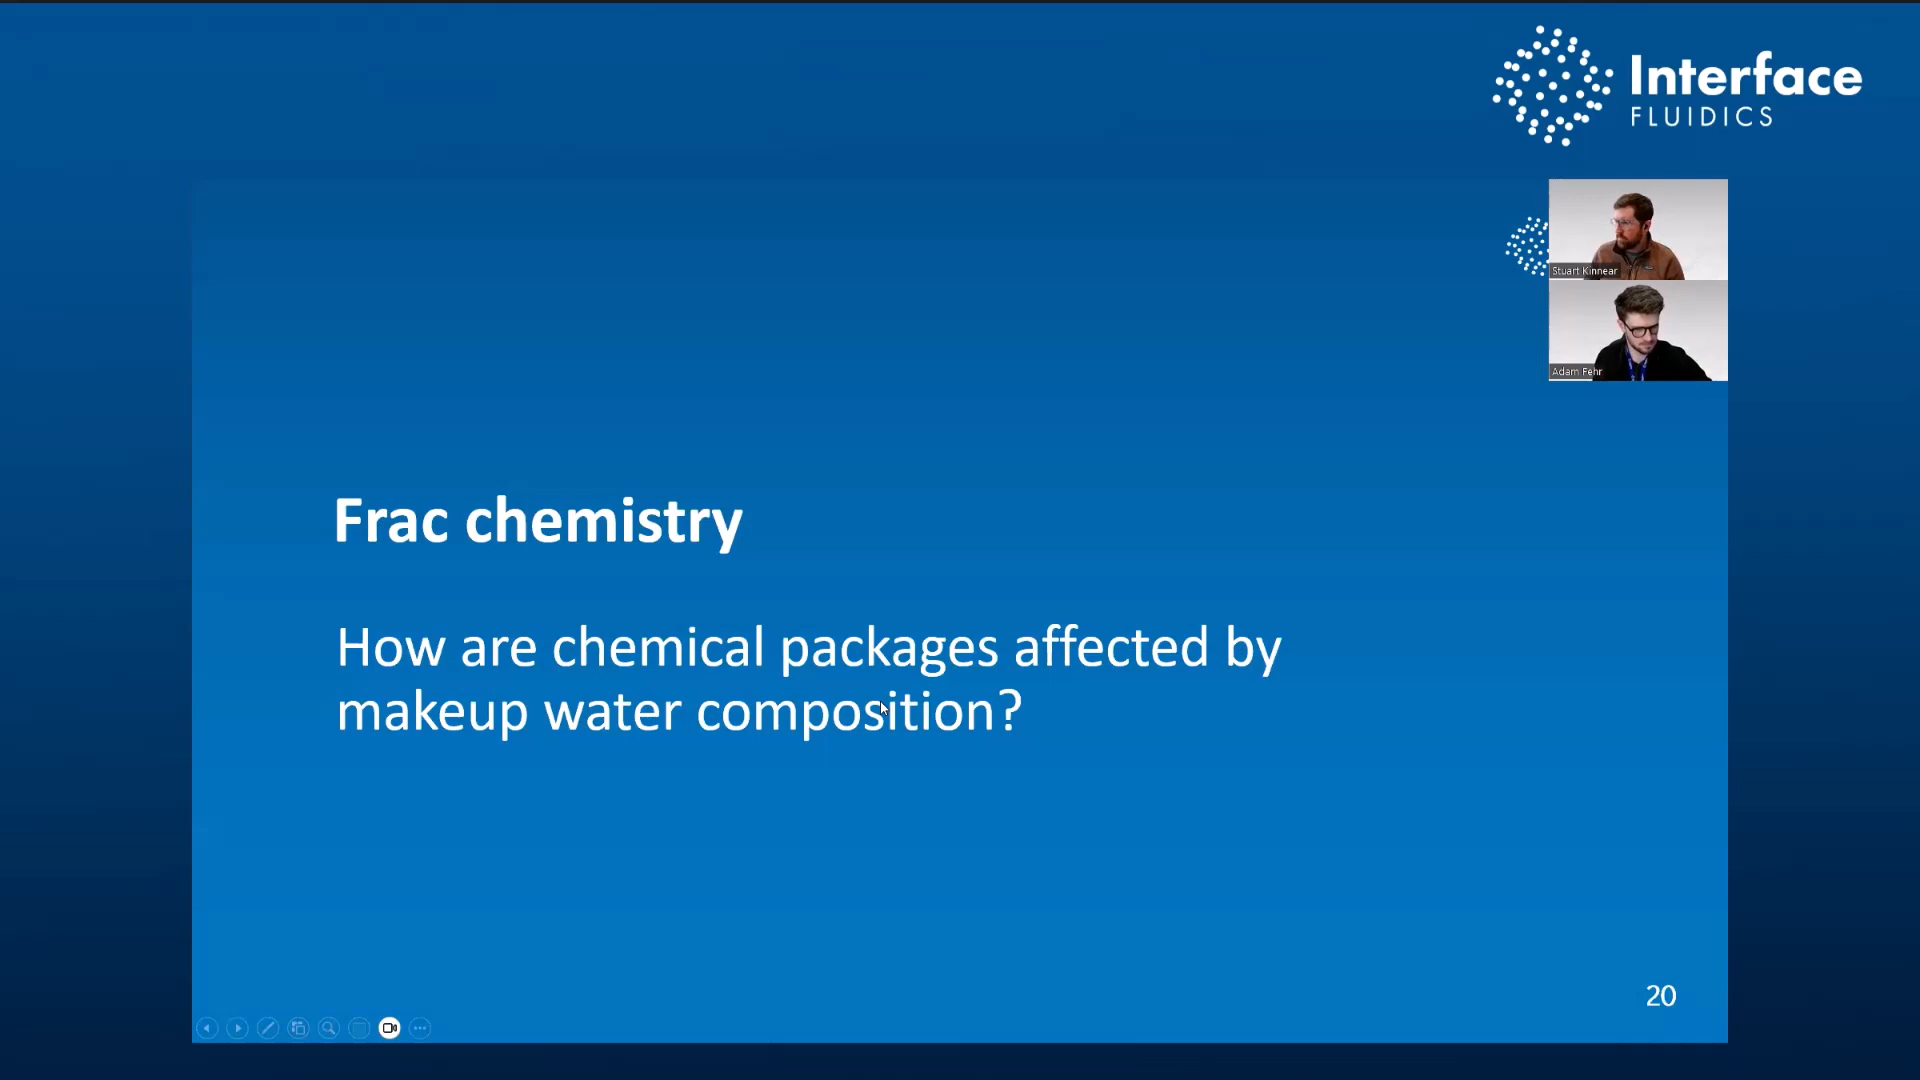 Interface
FLUIDICS
Stuart Kinnear
Adam Fehr
Frac chemistry
How are chemical packages affected by
makeup water composition?
20